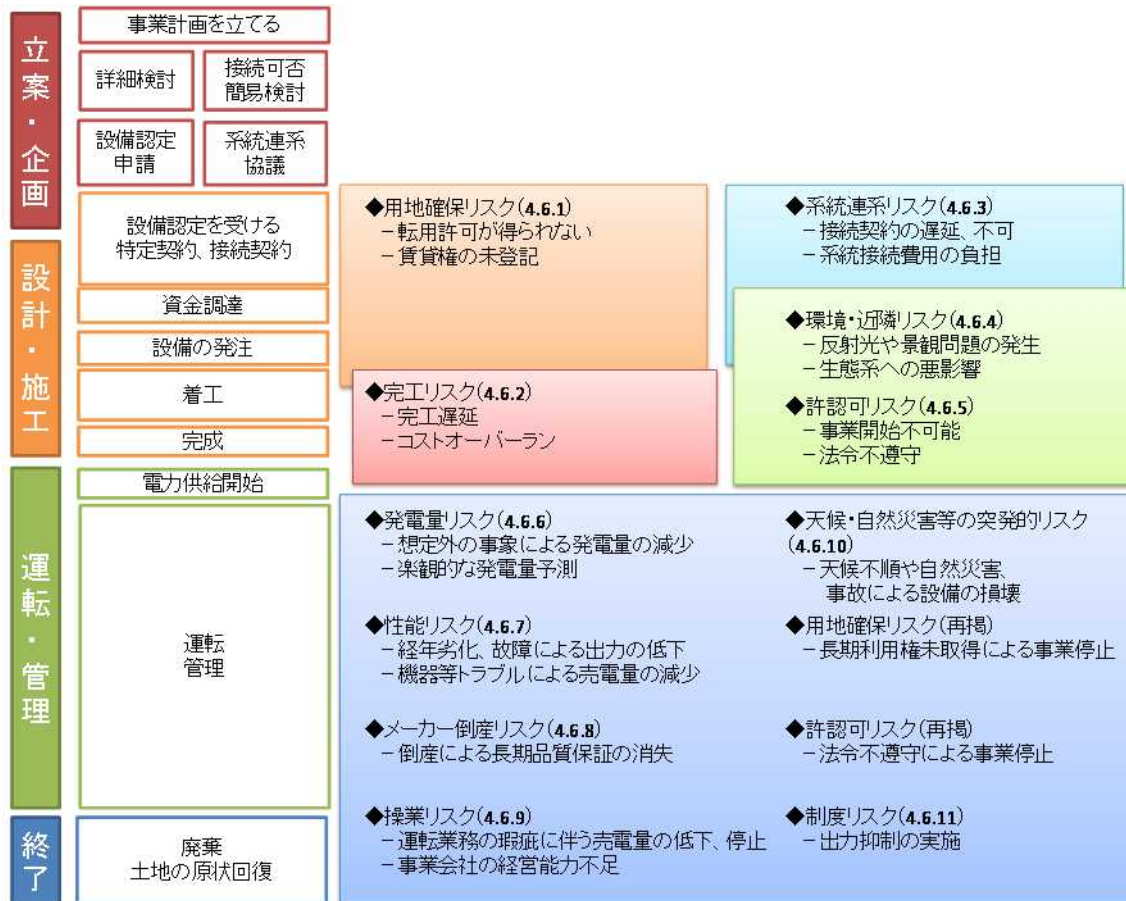 立案・企画
事業計画を立てる
詳細検討
接続可否
簡易検討
設備認定
申請
系統連系
協議
設計・施工
設備認定を受ける
特定契約、接続契約
資金調達
設備の発注
着工
完成
◆用地確保リスク(4.6.1)
－転用許可が得られない
－賃貸権の未登記
◆系統連系リスク(4.6.3)
－接続契約の遅延、不可
－系統接続費用の負担
◆環境・近隣リスク(4.6.4)
－反射光や景観問題の発生
－生態系への悪影響
◆完工リスク(4.6.2)
－完工遅延
－コストオーバーラン
◆許認可リスク(4.6.5)
－事業開始不可能
－法令不遵守
運転・管理
電力供給開始
運転
管理
◆発電量リスク(4.6.6)
－想定外の事象による発電量の減少
－楽観的な発電量予測
◆性能リスク(4.6.7)
－経年劣化、故障による出力の低下
－機器等トラブルによる売電量の減少
◆メーカー倒産リスク(4.6.8)
－倒産による長期品質保証の消失
◆操業リスク(4.6.9)
－運転業務の瑕疵に伴う売電量の低下、停止
－事業会社の経営能力不足
◆天候・自然災害等の突発的リスク
(4.6.10)
－天候不順や自然災害、
事故による設備の損壊
◆用地確保リスク(再掲)
－長期利用権未取得による事業停止
◆許認可リスク(再掲)
－法令不遵守による事業停止
◆制度リスク(4.6.11)
－出力抑制の実施
終了
廃棄
土地の原状回復